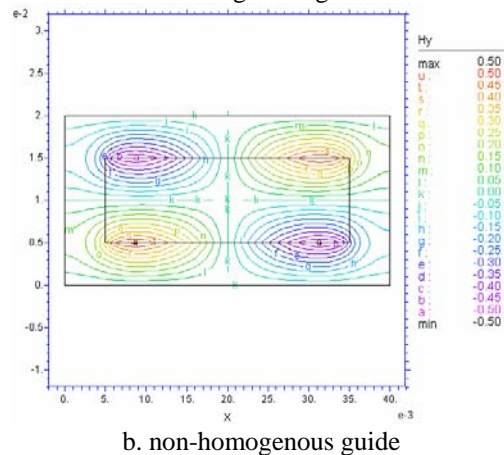 e-2
3.
2.5
2.
1.5
1.
0.5
0.
-0.5
-1.
0.
5.
10.
15.
20.
25.
30.
35.
40.
e-3
X
Hy
max 0.50
u : 0.50
t : 0.45
s : 0.40
r : 0.35
q : 0.30
p : 0.25
o : 0.20
n : 0.15
m : 0.10
l : 0.05
k : 0.00
j : -0.05
i : -0.10
h : -0.15
g : -0.20
f : -0.25
e : -0.30
d : -0.35
c : -0.40
b : -0.45
a : -0.50
min -0.50
b. non-homogenous guide